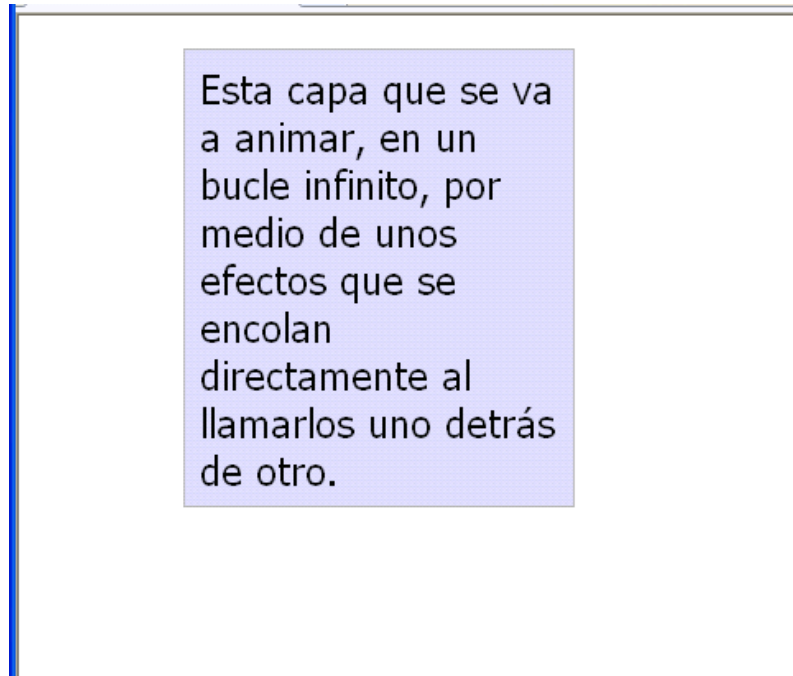 Esta capa que se va
a animar, en un
bucle infinito, por
medio de unos
efectos que se
encolan
directamente al
llamarlos uno detrás
de otro.